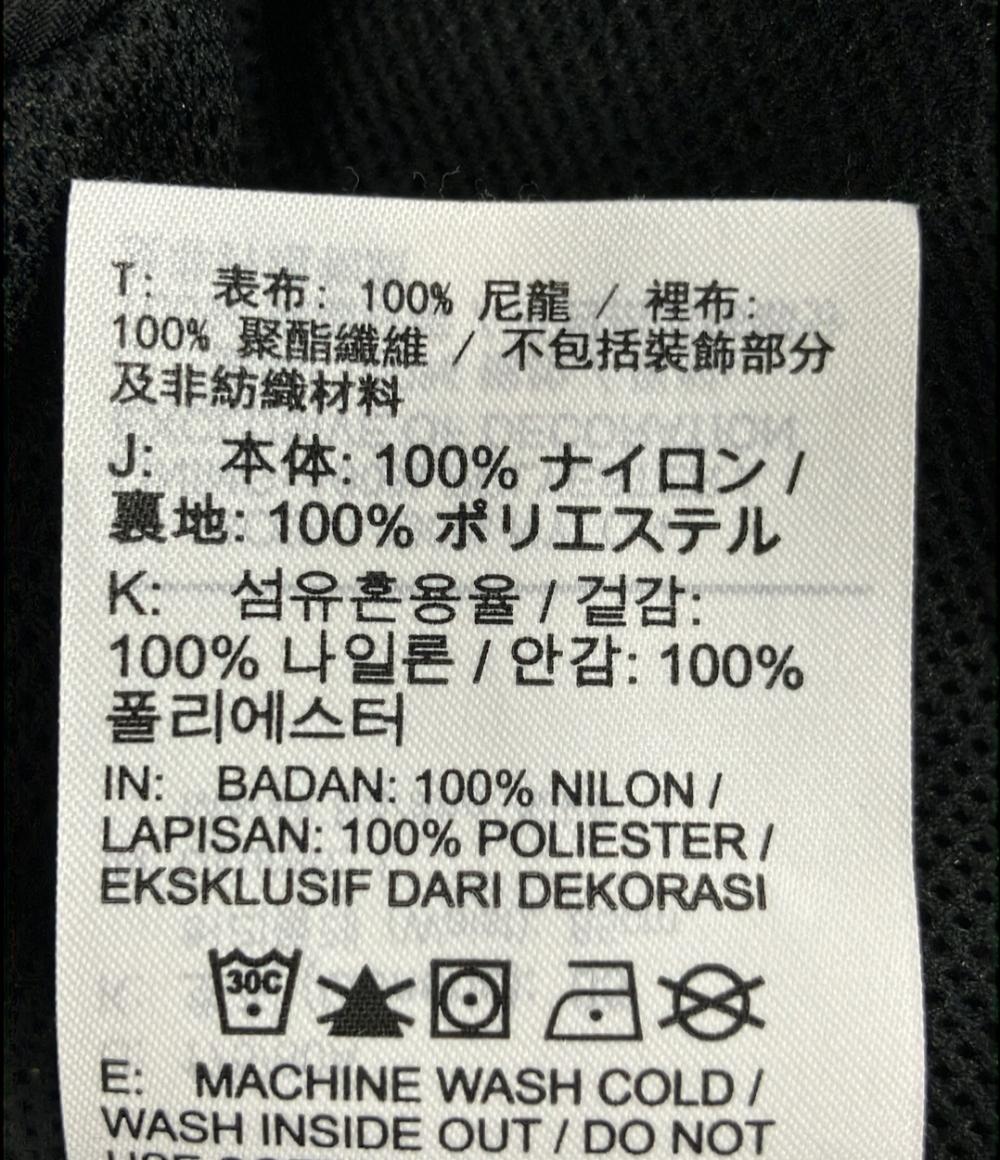 T: 表布: 100% 尼龍 / 裡布:
100% 聚酯纖維 / 不包括裝飾部分
及非紡織材料
J: 本体: 100% ナイロン /
裏地: 100% ポリエステル
K: 섬유혼용율 / 겉감:
100% 나일론 / 안감: 100%
폴리에스터
IN: BADAN: 100% NILON /
LAPISAN: 100% POLIESTER /
EKSKLUSIF DARI DEKORASI
30C
E: MACHINE WASH COLD /
WASH INSIDE OUT / DO NOT